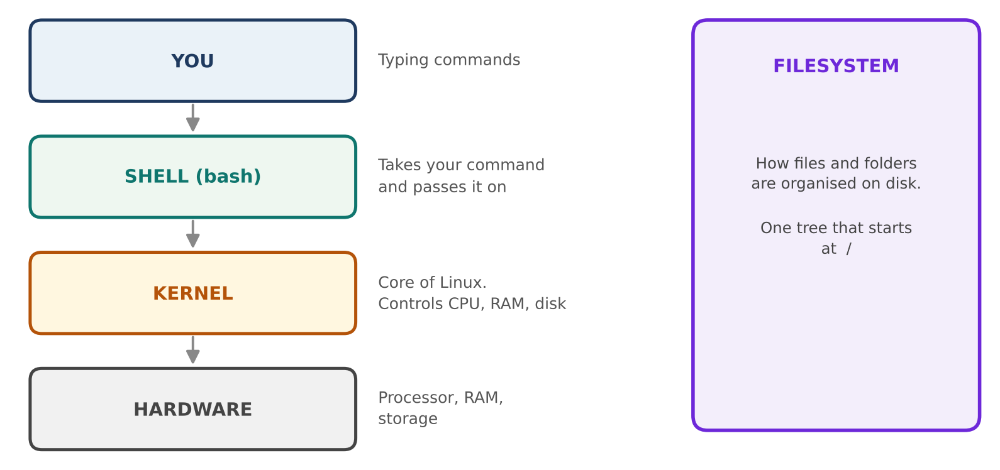 YOU
Typing commands
SHELL (bash)
Takes your command
and passes it on
KERNEL
Core of Linux.
Controls CPU, RAM, disk
HARDWARE
Processor, RAM,
storage
FILESYSTEM
How files and folders
are organised on disk.
One tree that starts
at /